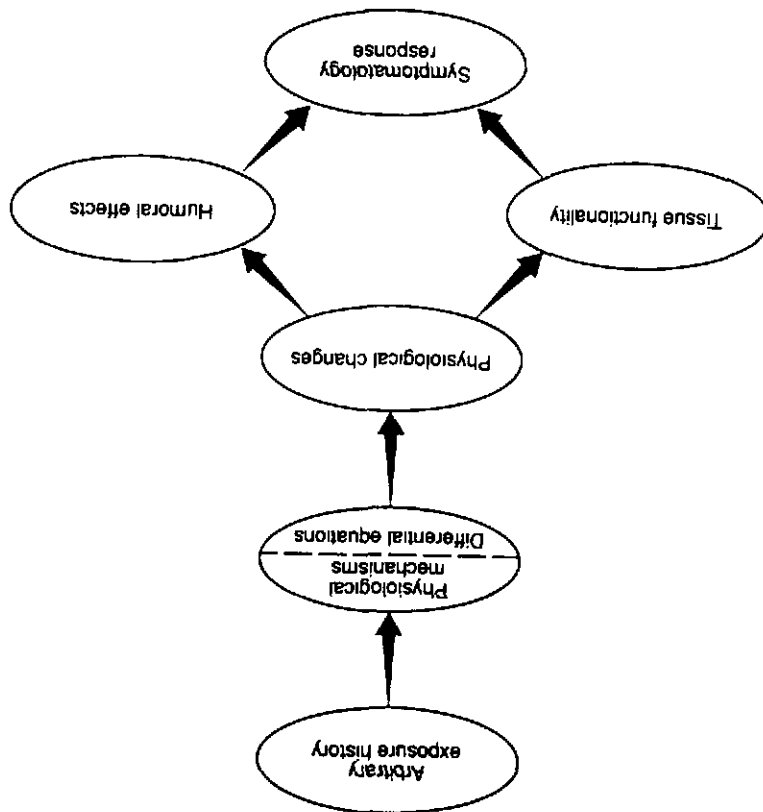 Arbitrary
exposure history
Physiological
mechanisms
Differential equations
Physiological changes
Tissue functionality
Humoral effects
Symptomatology
response